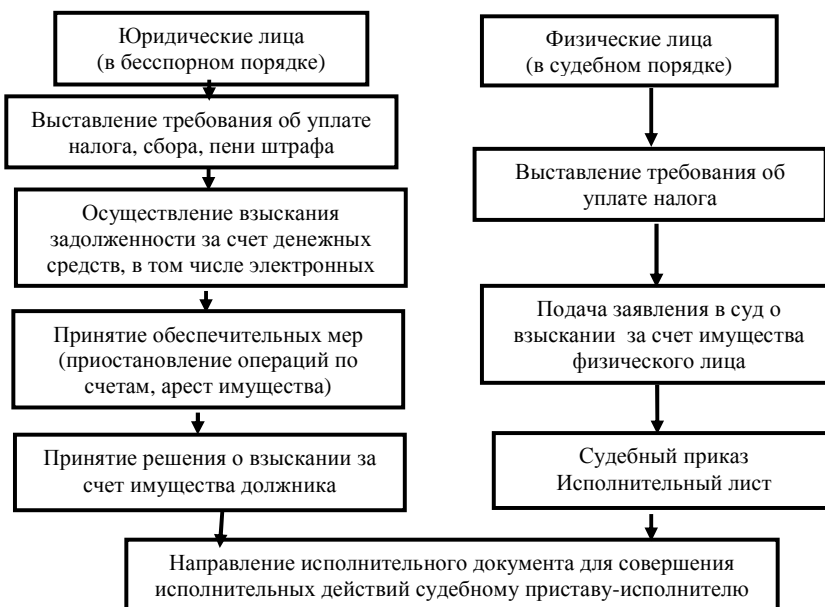 Юридические лица
(в бесспорном порядке)
Выставление требования об уплате
налога, сбора, пени штрафа
Осуществление взыскания
задолженности за счет денежных
средств, в том числе электронных
Принятие обеспечительных мер
(приостановление операций по
счетам, арест имущества)
Принятие решения о взыскании за
счет имущества должника
Физические лица
(в судебном порядке)
Выставление требования об
уплате налога
Подача заявления в суд о
взыскании за счет имущества
физического лица
Судебный приказ
Исполнительный лист
Направление исполнительного документа для совершения
исполнительных действий судебному приставу-исполнителю